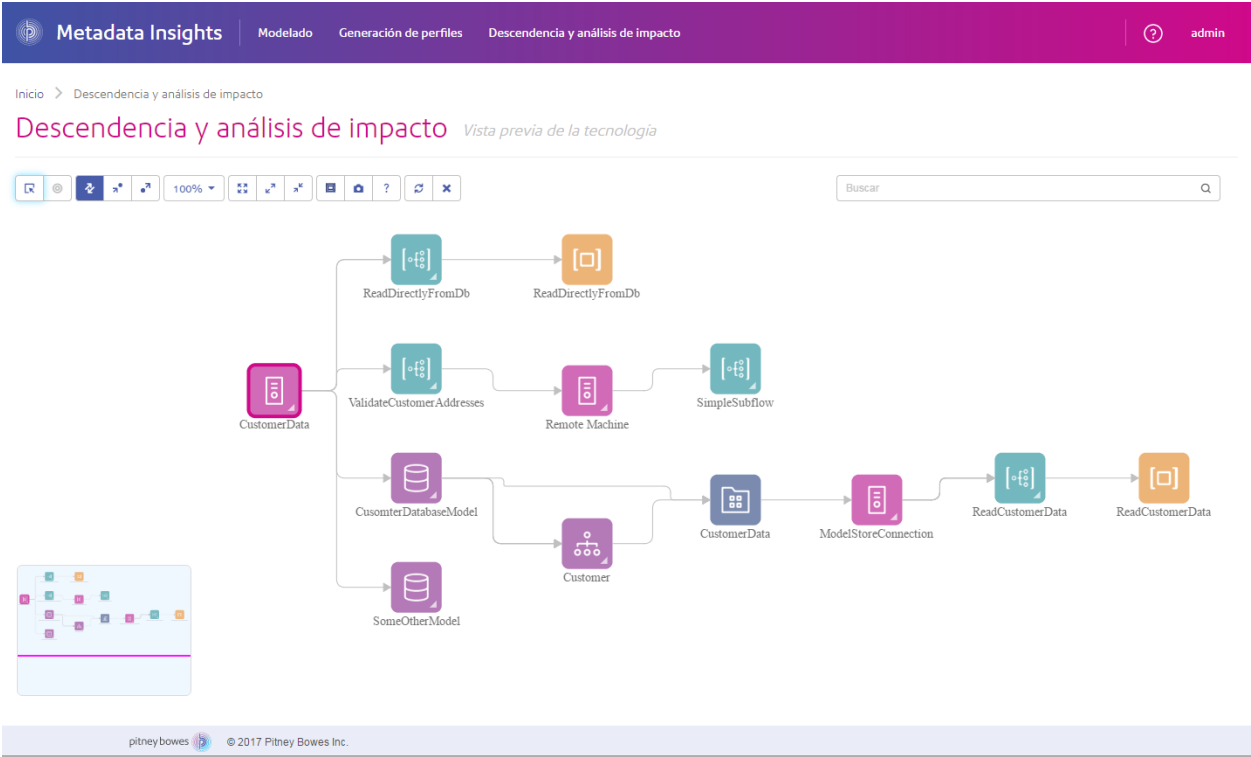 Metadata Insights Modelado Generación de perfiles Descendencia y análisis de impacto ? admin
Inicio > Descendencia y análisis de impacto
Descendencia y análisis de impacto Vista previa de la tecnología
100% ? Buscar
ReadDirectlyFromDb ReadDirectlyFromDb
ValidateCustomerAddresses SimpleSubflow
CustomerData Remote Machine
CusomterDatabaseModel ReadCustomerData ReadCustomerData
CustomerData ModelStoreConnection
Customer
SomeOtherModel
pitney bowes © 2017 Pitney Bowes Inc.